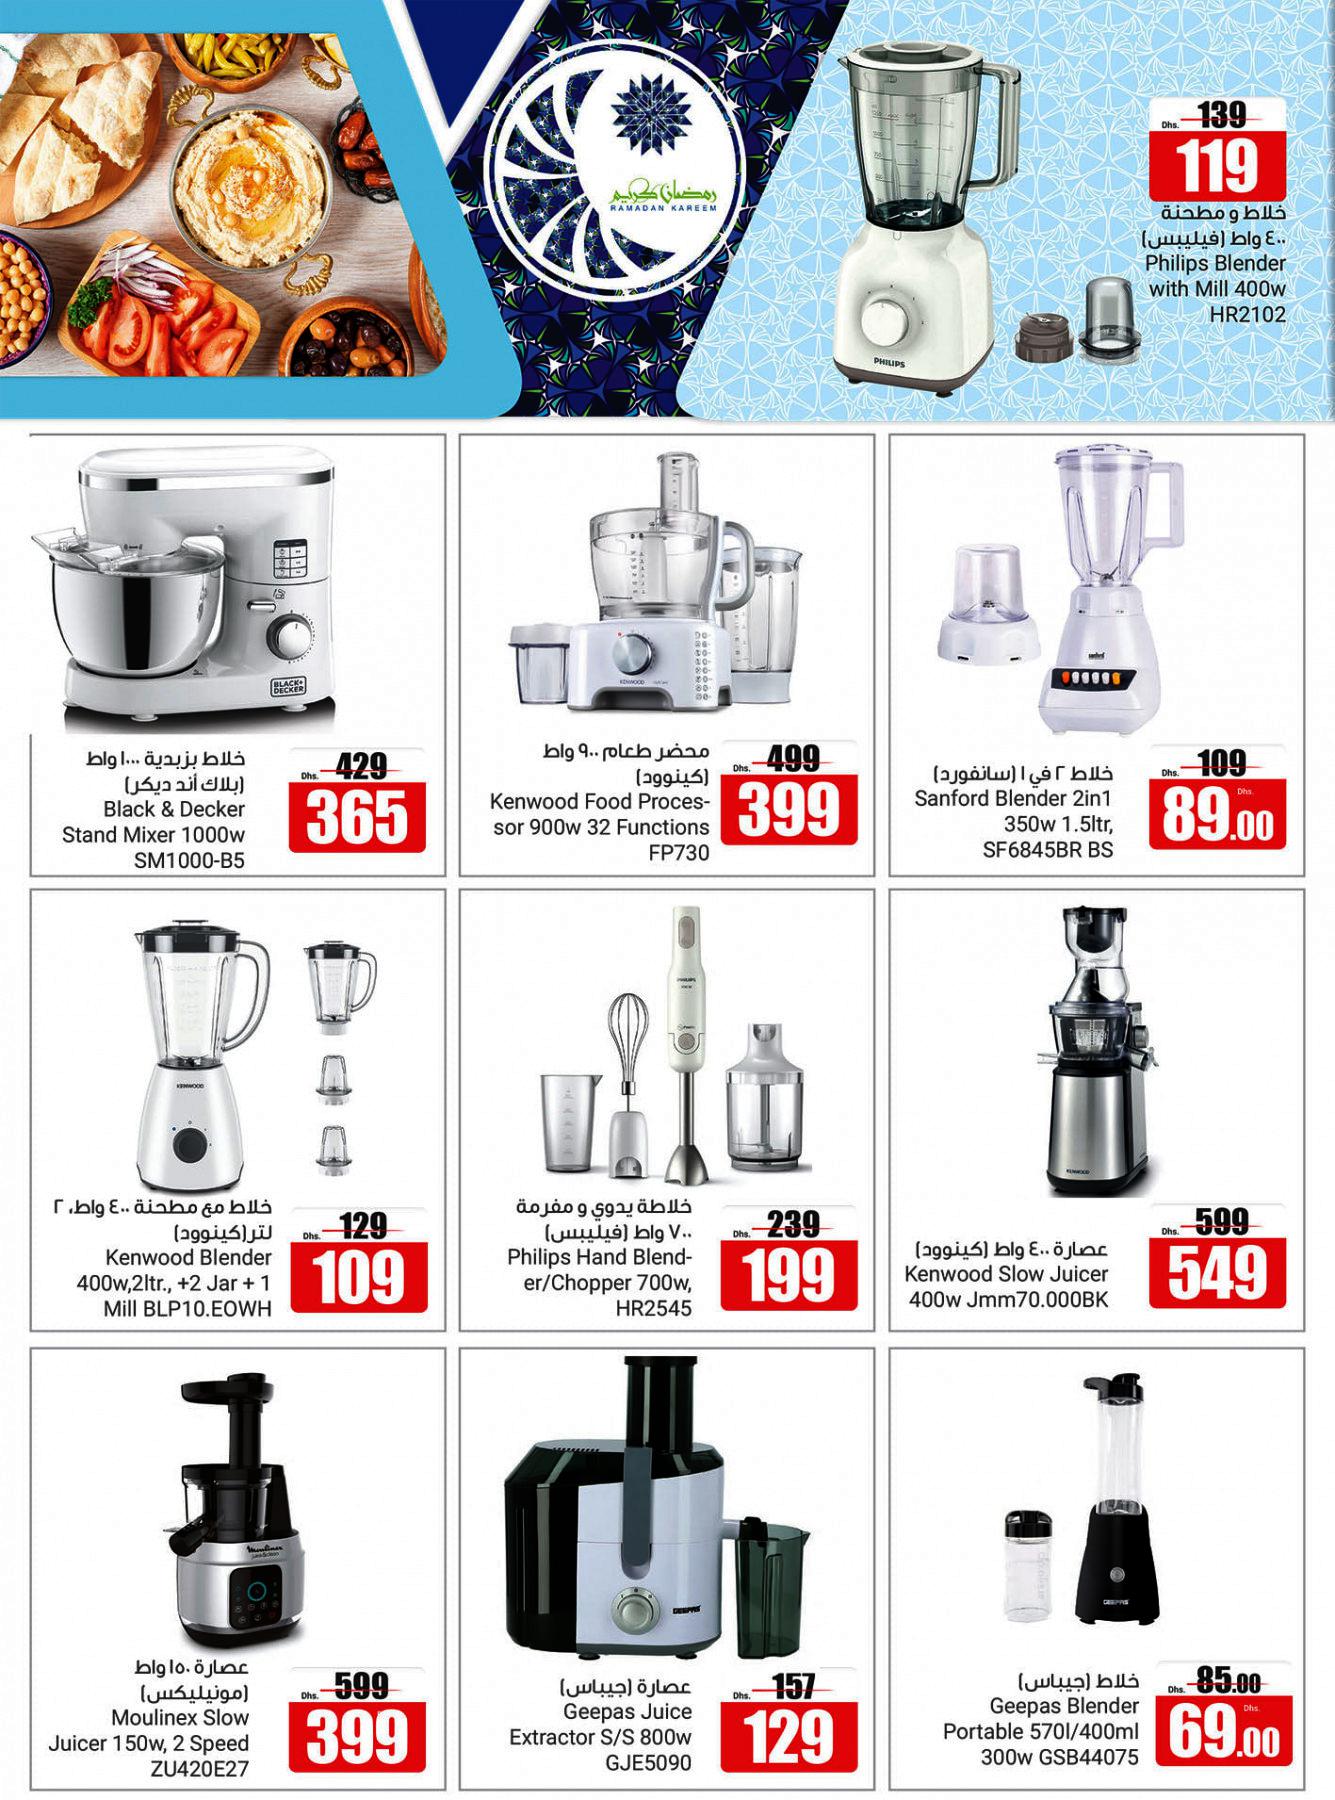 رمضان كريم
RAMADAN KAREEM
Dhs. 139
119
خلاط و مطحنة
٤٠٠ واط (فيليبس)
Philips Blender
with Mill 400w
HR2102
PHILIPS
BLACK+
DECKER
خلاط بزبدية ١٠٠٠ واط
(بلاك أند ديكر)
Black & Decker
Stand Mixer 1000w
SM1000-B5
Dhs. 429
365
KENWOOD
محضر طعام ٩٠٠ واط
(كينوود)
Kenwood Food Proces-
sor 900w 32 Functions
FP730
Dhs. 499
399
sanford
خلاط ٢ في ١ (سانفورد)
Sanford Blender 2in1
350w 1.5ltr,
SF6845BR BS
Dhs. 109
Dhs.
89.00
KENWOOD
خلاط مع مطحنة ٤٠٠ واط، ٢
لتر(كينوود)
Kenwood Blender
400w,2ltr., +2 Jar + 1
Mill BLP10.EOWH
Dhs. 129
109
PHILIPS
خلاطة يدوي و مفرمة
٧٠٠ واط (فيليبس)
Philips Hand Blend-
er/Chopper 700w,
HR2545
Dhs. 239
199
KENWOOD
عصارة ٤٠٠ واط (كينوود)
Kenwood Slow Juicer
400w Jmm70.000BK
Dhs. 599
549
Moulinex
عصارة ١٥٠ واط
(مونيليكس)
Moulinex Slow
Juicer 150w, 2 Speed
ZU420E27
Dhs. 599
399
GEEPAS
عصارة (جيباس)
Geepas Juice
Extractor S/S 800w
GJE5090
Dhs. 157
129
GEEPAS
خلاط (جيباس)
Geepas Blender
Portable 570l/400ml
300w GSB44075
Dhs. 85.00
Dhs.
69.00